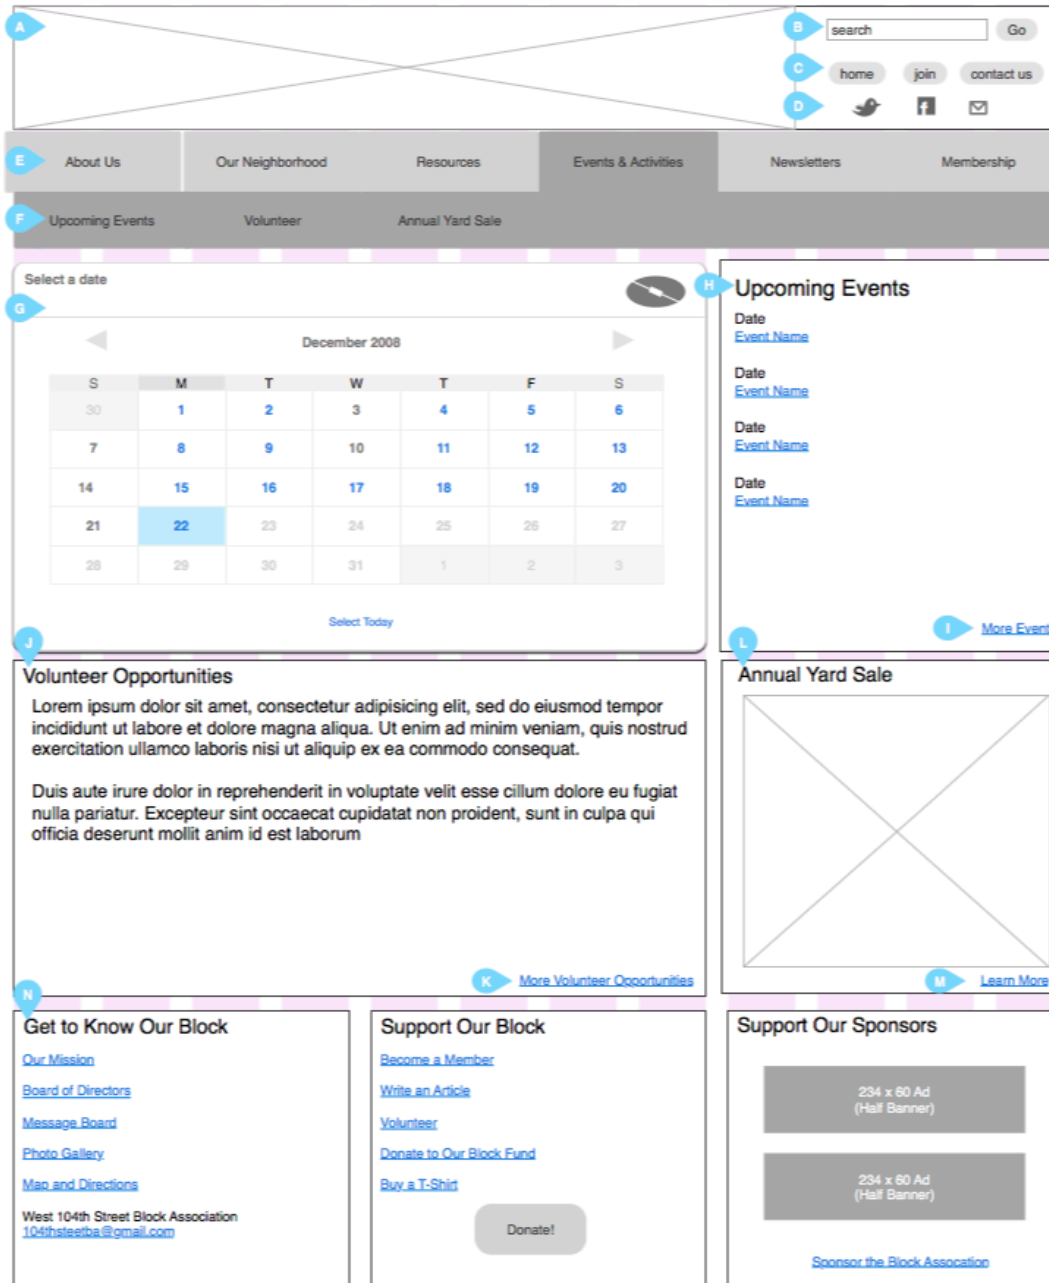 A
B
search
Go
C
home
join
contact us
D
E
About Us
Our Neighborhood
Resources
Events & Activities
Newsletters
Membership
F
Upcoming Events
Volunteer
Annual Yard Sale
Select a date
G
December 2008
S M T W T F S
30 1 2 3 4 5 6
7 8 9 10 11 12 13
14 15 16 17 18 19 20
21 22 23 24 25 26 27
28 29 30 31 1 2 3
Select Today
H
Upcoming Events
Date
Event Name
Date
Event Name
Date
Event Name
Date
Event Name
I
More Event
J
Volunteer Opportunities
Lorem ipsum dolor sit amet, consectetur adipisicing elit, sed do eiusmod tempor
incididunt ut labore et dolore magna aliqua. Ut enim ad minim veniam, quis nostrud
exercitation ullamco laboris nisi ut aliquip ex ea commodo consequat.
Duis aute irure dolor in reprehenderit in voluptate velit esse cillum dolore eu fugiat
nulla pariatur. Excepteur sint occaecat cupidatat non proident, sunt in culpa qui
officia deserunt mollit anim id est laborum
K
More Volunteer Opportunities
L
Annual Yard Sale
M
Learn More
N
Get to Know Our Block
Our Mission
Board of Directors
Message Board
Photo Gallery
Map and Directions
West 104th Street Block Association
104thsteetba@gmail.com
Support Our Block
Become a Member
Write an Article
Volunteer
Donate to Our Block Fund
Buy a T-Shirt
Donate!
Support Our Sponsors
234 x 60 Ad
(Half Banner)
234 x 60 Ad
(Half Banner)
Sponsor the Block Assocation